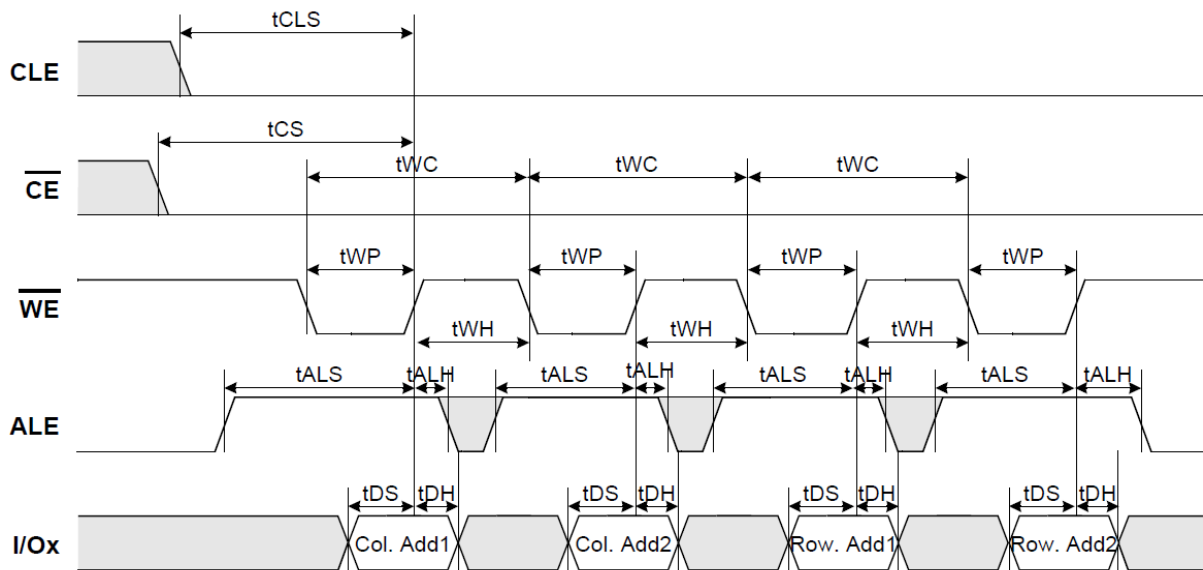 tCLS
CLE
tCS
CE
tWC tWC tWC
tWP tWP tWP tWP
WE
tWH tWH tWH
tALS tALH tALS tALH tALS tALH tALS tALH
ALE
tDS tDH tDS tDH tDS tDH tDS tDH
I/Ox Col. Add1 Col. Add2 Row. Add1 Row. Add2